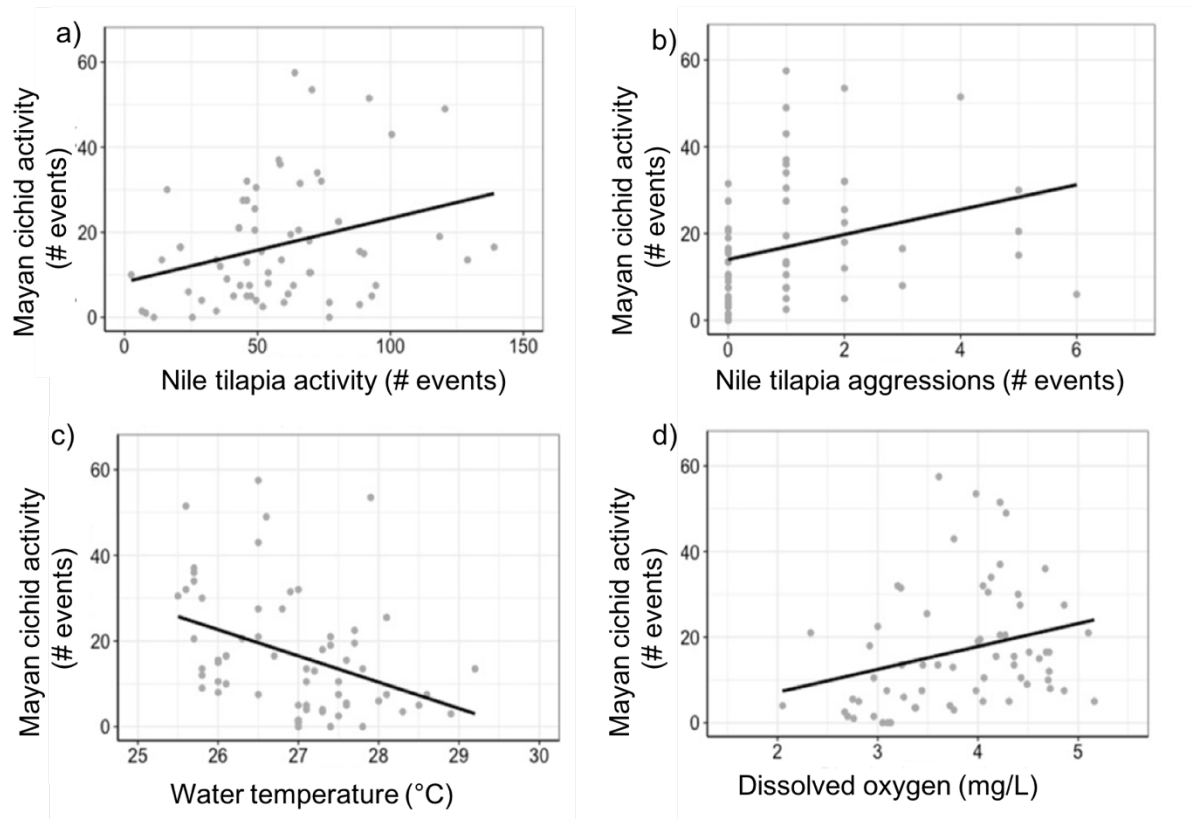 a)
60
40
20
0
0 50 100 150
Mayan cichid activity
(# events)
Nile tilapia activity (# events)
b)
60
40
20
0
0 2 4 6
Mayan cichid activity
(# events)
Nile tilapia aggressions (# events)
c)
60
40
20
0
25 26 27 28 29 30
Mayan cichid activity
(# events)
Water temperature (°C)
d)
60
40
20
0
2 3 4 5
Mayan cichid activity
(# events)
Dissolved oxygen (mg/L)